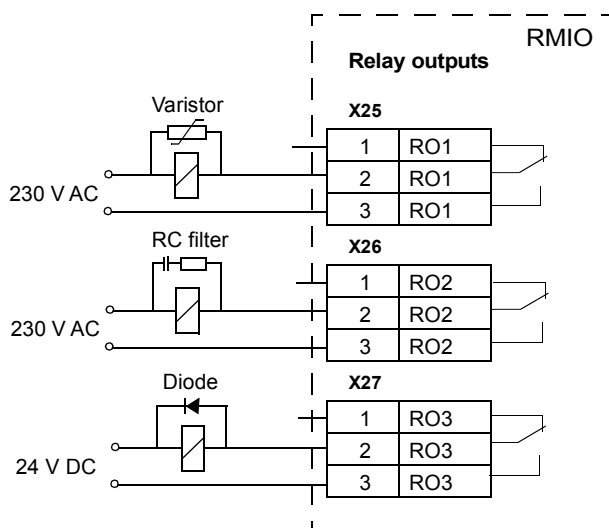 RMIO
Relay outputs
Varistor
X25
1 RO1
2 RO1
3 RO1
230 V AC
RC filter
X26
1 RO2
2 RO2
3 RO2
230 V AC
Diode
X27
1 RO3
2 RO3
3 RO3
24 V DC